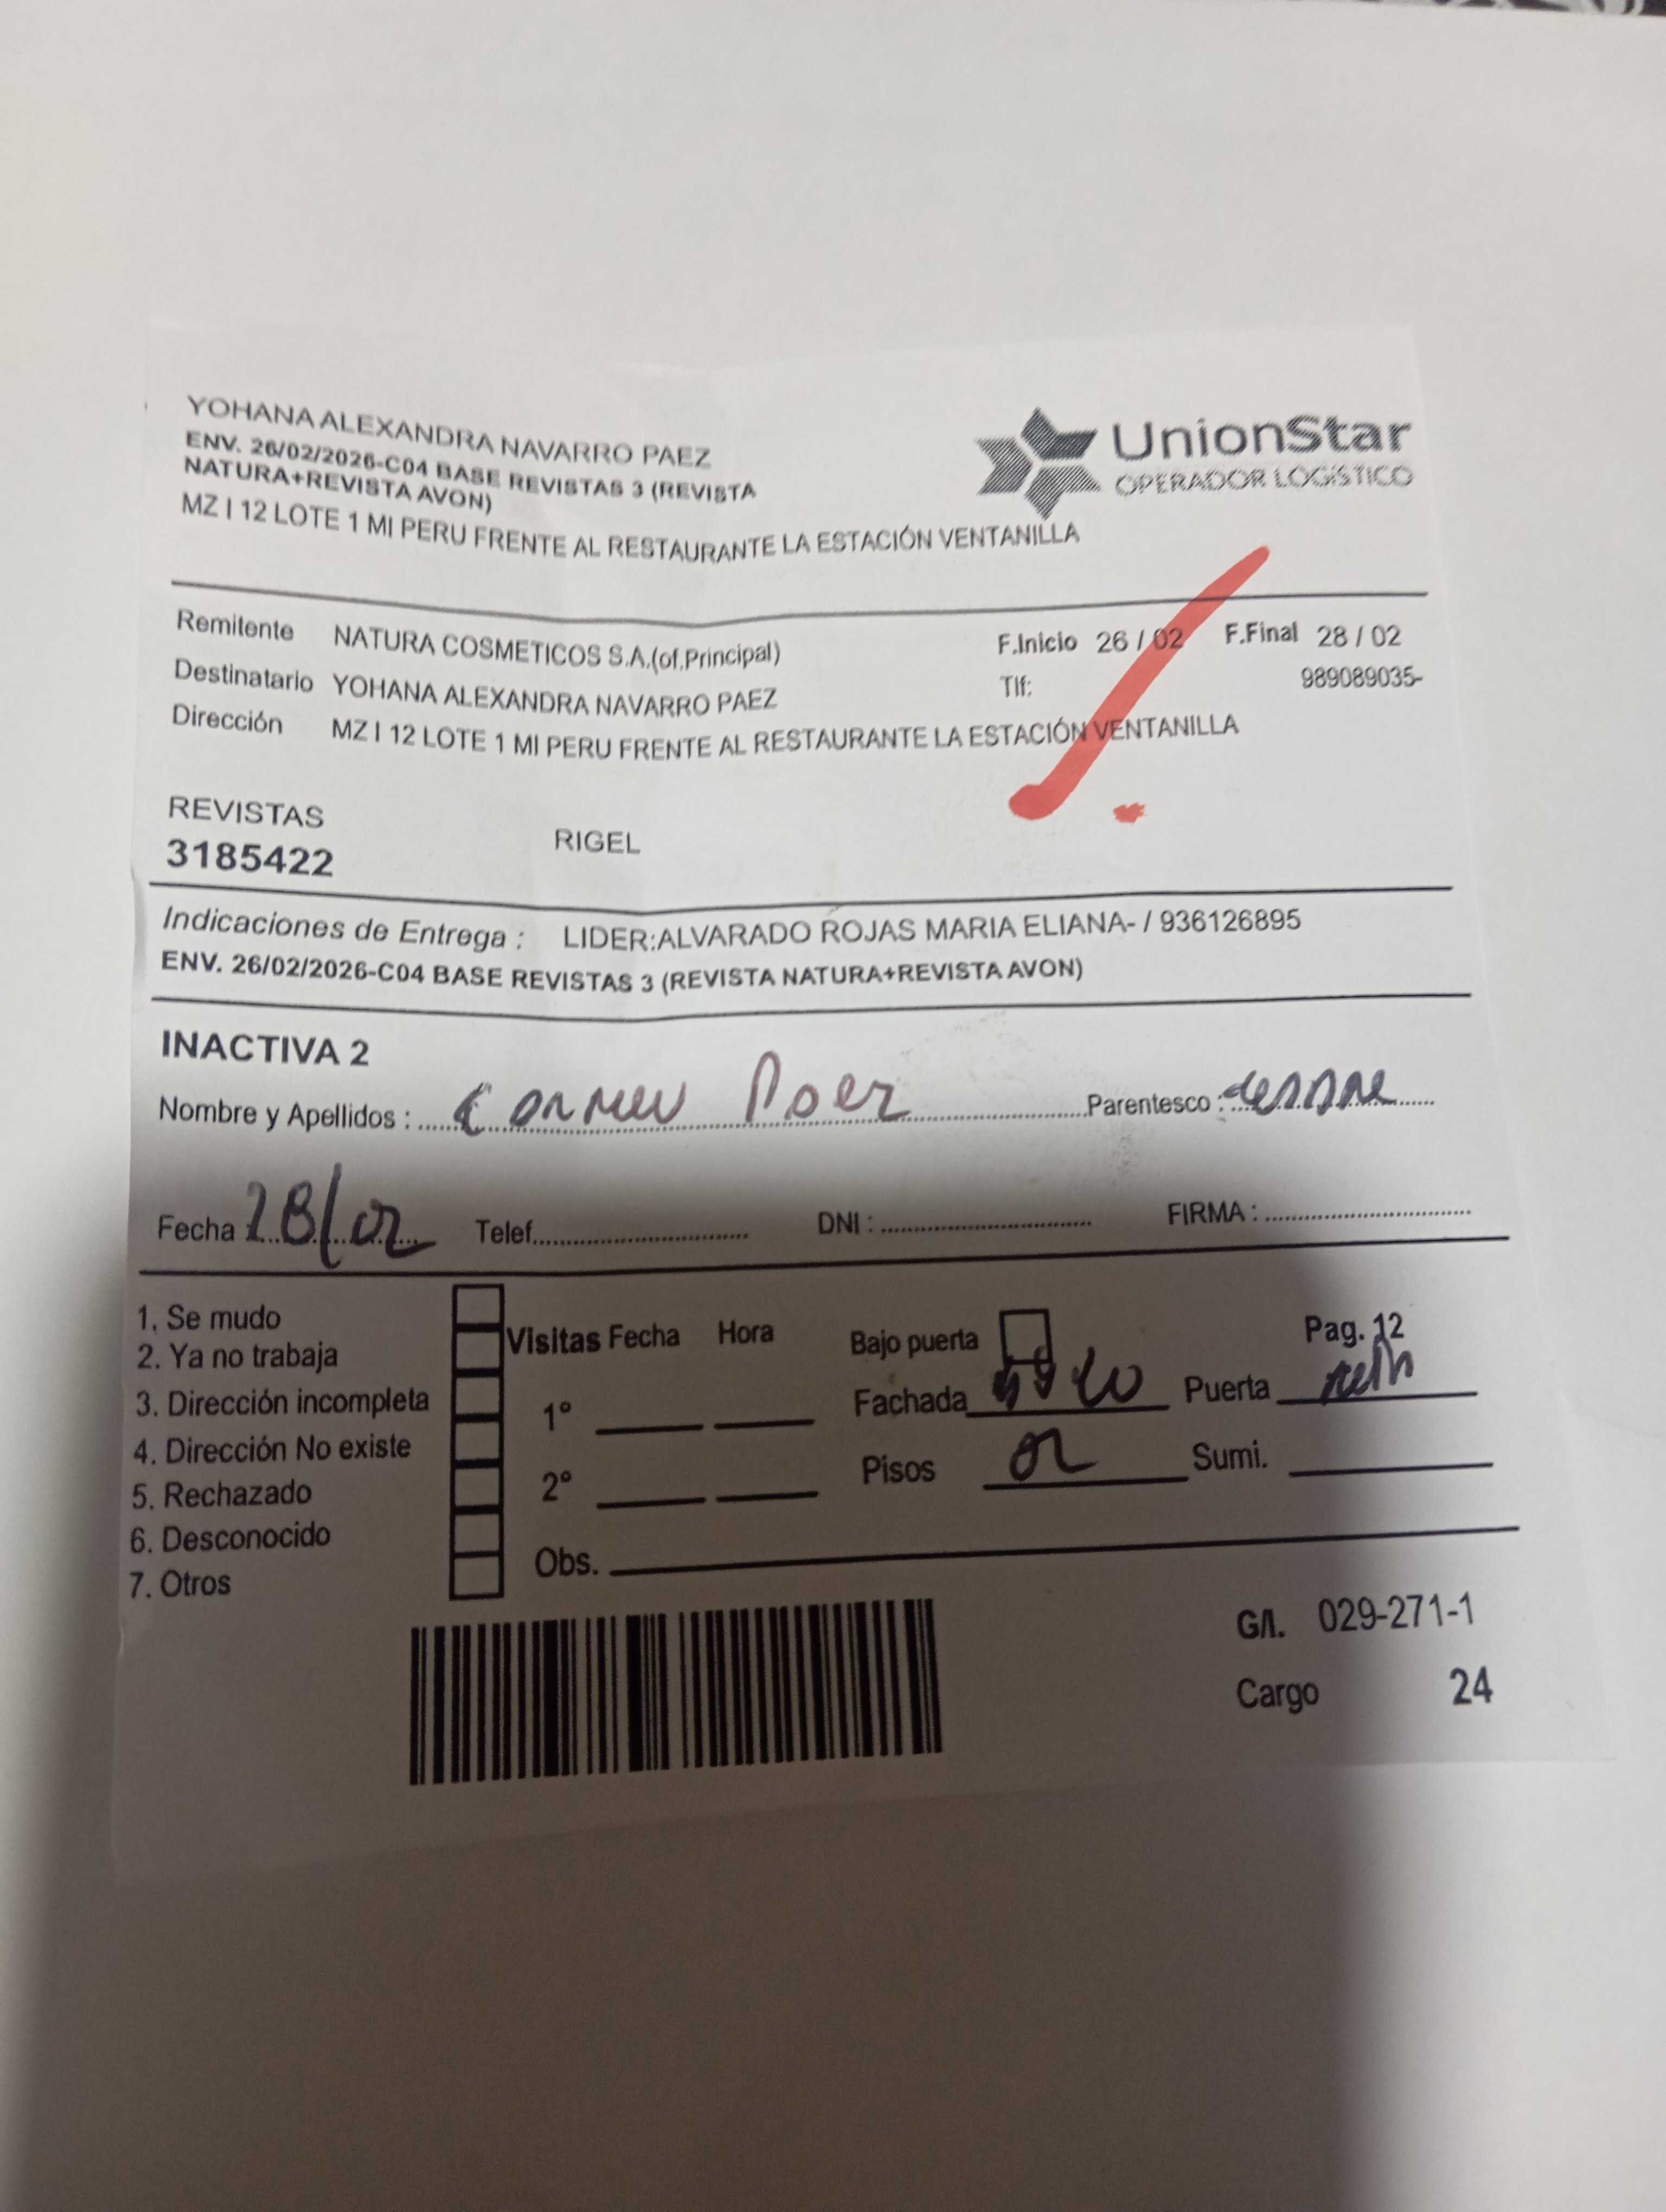 YOHANA ALEXANDRA NAVARRO PAEZ
ENV. 26/02/2026-C04 BASE REVISTAS 3 (REVISTA
NATURA+REVISTA AVON)
MZ I 12 LOTE 1 MI PERU FRENTE AL RESTAURANTE LA ESTACIÓN VENTANILLA
UnionStar
OPERADOR LOGÍSTICO
Remitente NATURA COSMETICOS S.A.(of.Principal)
F.Inicio 26 / 02 F.Final 28 / 02
Destinatario YOHANA ALEXANDRA NAVARRO PAEZ
Tlf: 989089035-
Dirección MZ I 12 LOTE 1 MI PERU FRENTE AL RESTAURANTE LA ESTACIÓN VENTANILLA
REVISTAS
3185422
RIGEL
Indicaciones de Entrega : LIDER:ALVARADO ROJAS MARIA ELIANA- / 936126895
ENV. 26/02/2026-C04 BASE REVISTAS 3 (REVISTA NATURA+REVISTA AVON)
INACTIVA 2
Nombre y Apellidos : Carmen Paez Parentesco :
Fecha 28/02 Telef. DNI : FIRMA :
1. Se mudo
2. Ya no trabaja
3. Dirección incompleta
4. Dirección No existe
5. Rechazado
6. Desconocido
7. Otros
Visitas Fecha Hora
1°
2°
Obs.
Bajo puerta
Pag. 12
Fachada Puerta
Pisos 02 Sumi.
G/I. 029-271-1
Cargo 24